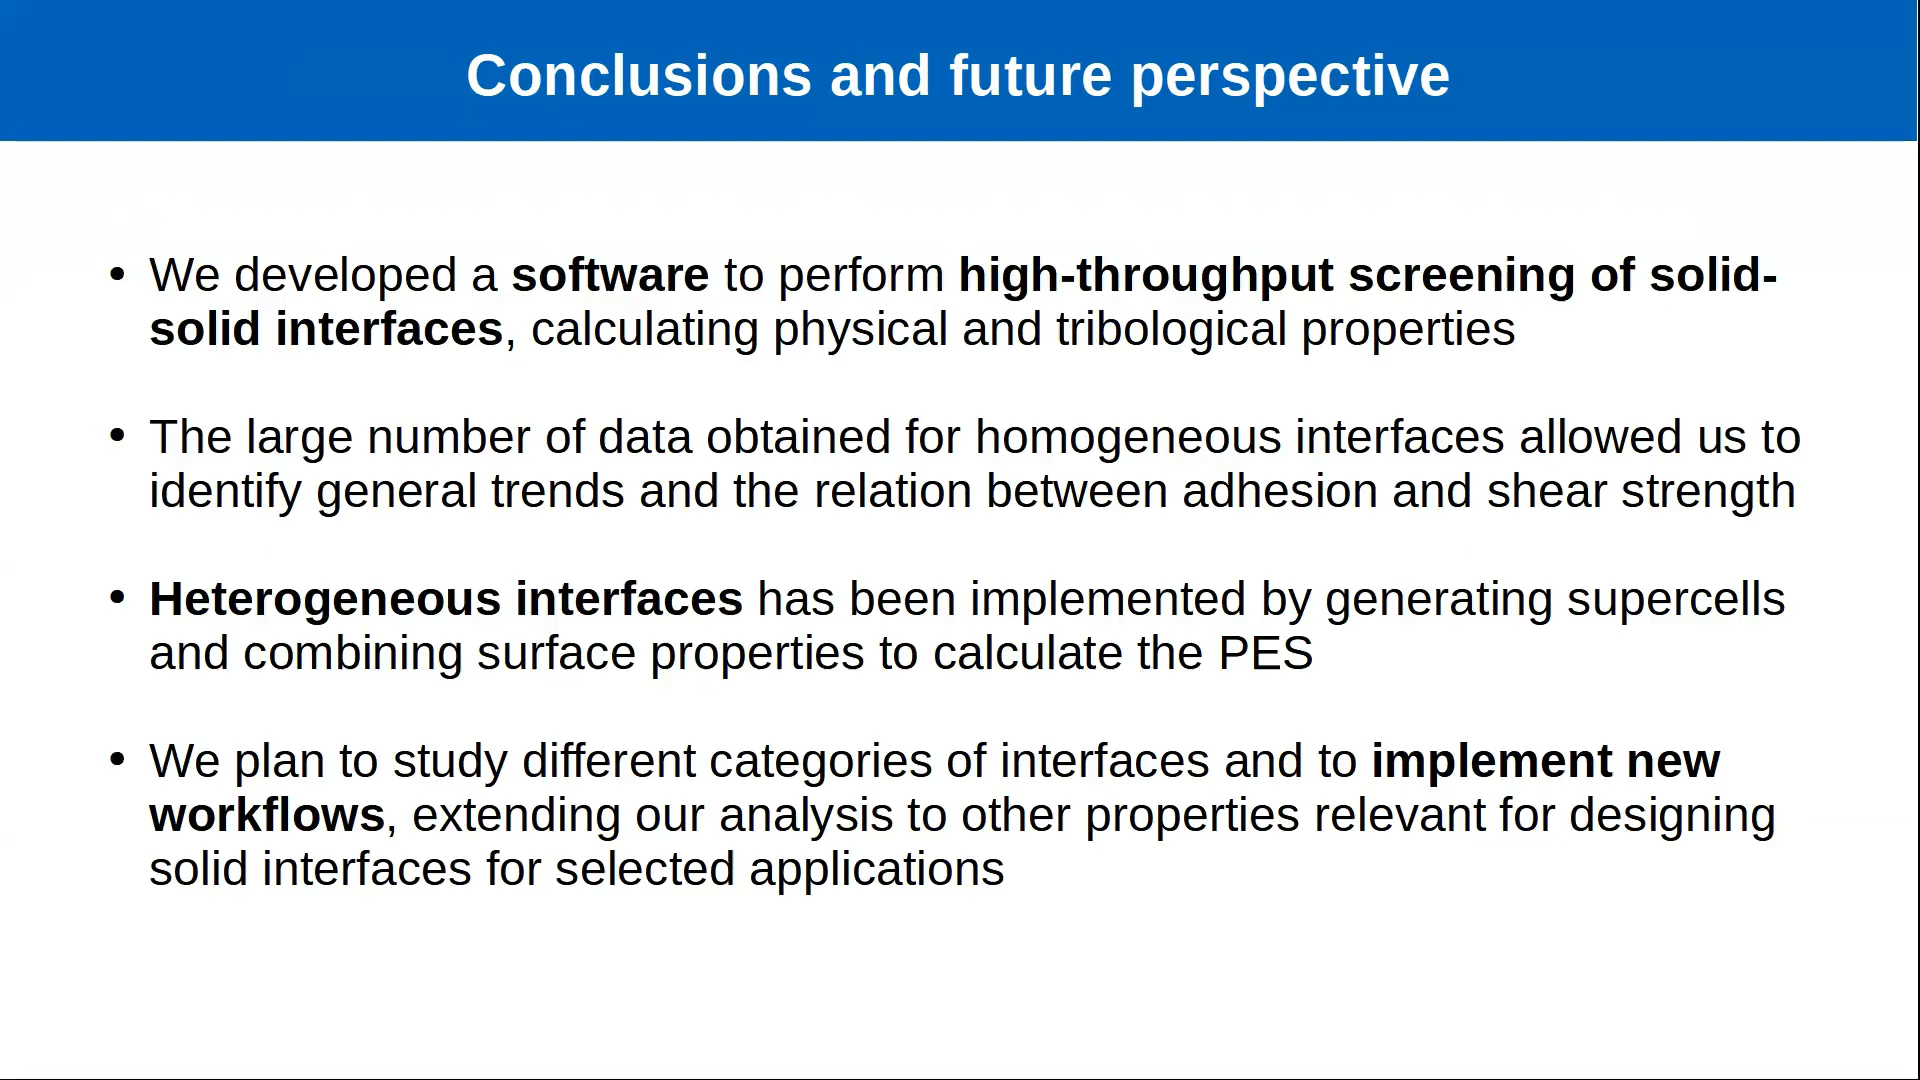 Conclusions and future perspective
• We developed a software to perform high-throughput screening of solid-
solid interfaces, calculating physical and tribological properties
• The large number of data obtained for homogeneous interfaces allowed us to
identify general trends and the relation between adhesion and shear strength
• Heterogeneous interfaces has been implemented by generating supercells
and combining surface properties to calculate the PES
• We plan to study different categories of interfaces and to implement new
workflows, extending our analysis to other properties relevant for designing
solid interfaces for selected applications